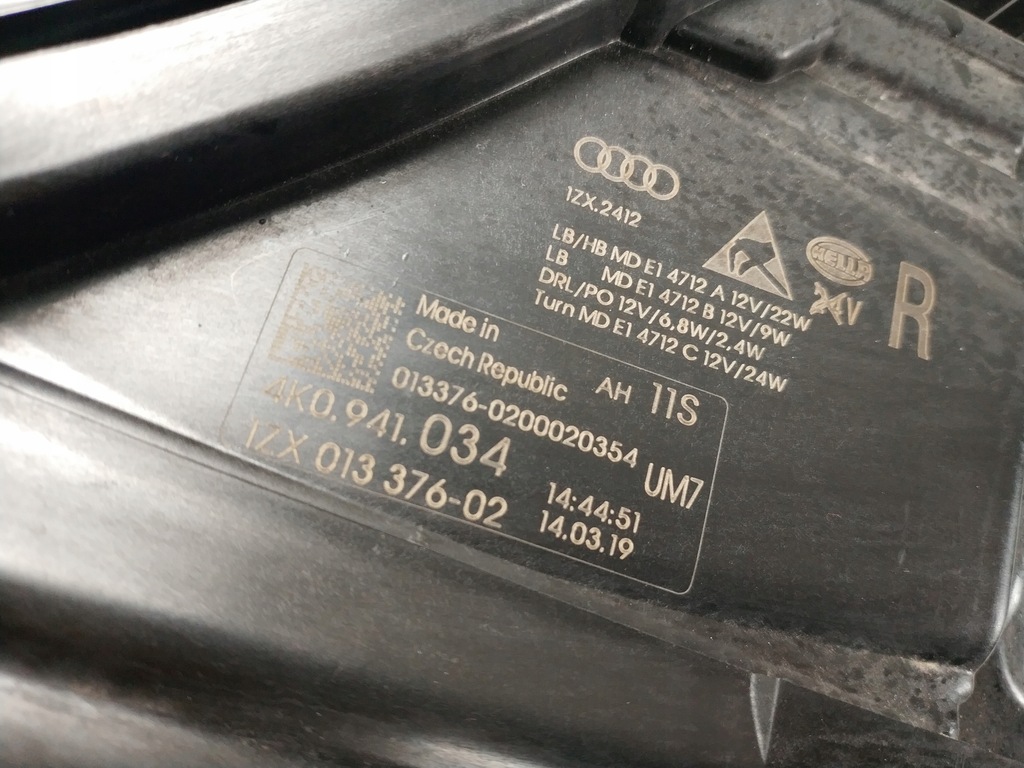 1ZX.2412
LB/HB MD E1 4712 A 12V/22W
LB MD E1 4712 B 12V/9W
DRL/PO 12V/6.8W/2.4W
Turn MD E1 4712 C 12V/24W
HELLA
24V
R
Made in
Czech Republic AH 11S
013376-0200020354
4K0.941.034 UM7
1ZX 013 376-02
14:44:51
14.03.19